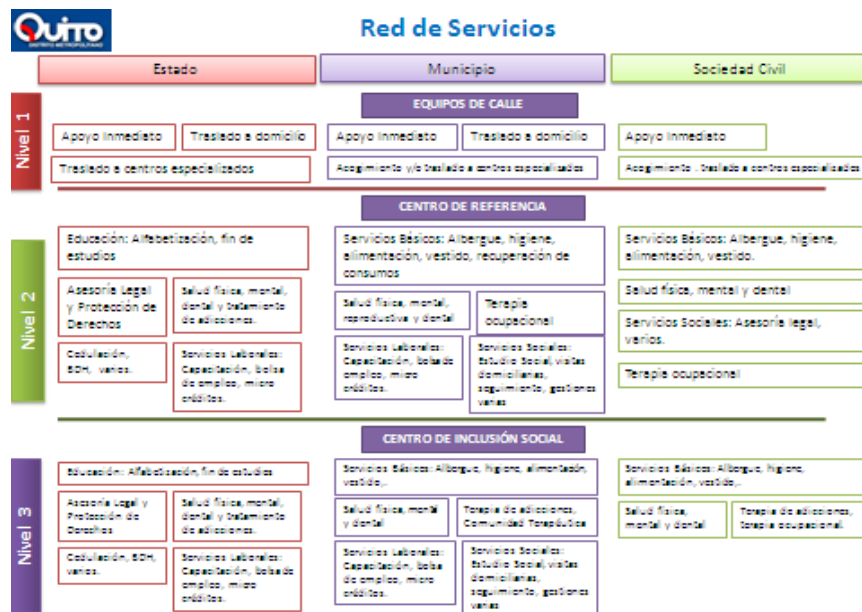 Quito
DISTRITO METROPOLITANO
Red de Servicios
Estado
Municipio
Sociedad Civil
Nivel 1
EQUIPOS DE CALLE
Apoyo Inmediato
Traslado a domicilio
Apoyo Inmediato
Traslado a domicilio
Apoyo Inmediato
Traslado a centros especializados
Acogimiento y/o traslado a centros especializados
Acogimiento . traslado a centros especializados
Nivel 2
CENTRO DE REFERENCIA
Educación: Alfabetización, fin de
estudios
Asesoría Legal
y Protección de
Derechos
Salud física, mental,
dental y tratamiento
de adicciones.
Cedulación,
BDH, varios.
Servicios Laborales:
Capacitación, bolsa
de empleo, micro
créditos.
Servicios Básicos: Albergue, higiene,
alimentación, vestido, recuperación de
consumos
Salud física, mental,
reproductiva y dental
Terapia
ocupacional
Servicios Laborales:
Capacitación, bolsa de
empleo, micro
créditos.
Servicios Sociales:
Estudio Social, visitas
domiciliarias,
seguimiento, gestiones
varias
Servicios Básicos: Albergue, higiene,
alimentación, vestido.
Salud física, mental y dental
Servicios Sociales: Asesoría legal,
varios.
Terapia ocupacional
Nivel 3
CENTRO DE INCLUSIÓN SOCIAL
Educación: Alfabetización, fin de estudios
Asesoría Legal y
Protección de
Derechos
Salud física, mental,
dental y tratamiento
de adicciones.
Cedulación, BDH,
varios.
Servicios Laborales:
Capacitación, bolsa de
empleo, micro
créditos.
Servicios Básicos: Albergue, higiene, alimentación,
vestido,.
Salud física, mental
y dental
Terapia de adicciones,
Comunidad Terapéutica
Servicios Laborales:
Capacitación, bolsa
de empleo, micro
créditos.
Servicios Sociales:
Estudio Social, visitas
domiciliarias,
seguimiento, gestiones
varias
Servicios Básicos: Albergue, higiene,
alimentación, vestido,.
Salud física,
mental y dental
Terapia de adicciones,
terapia ocupacional.